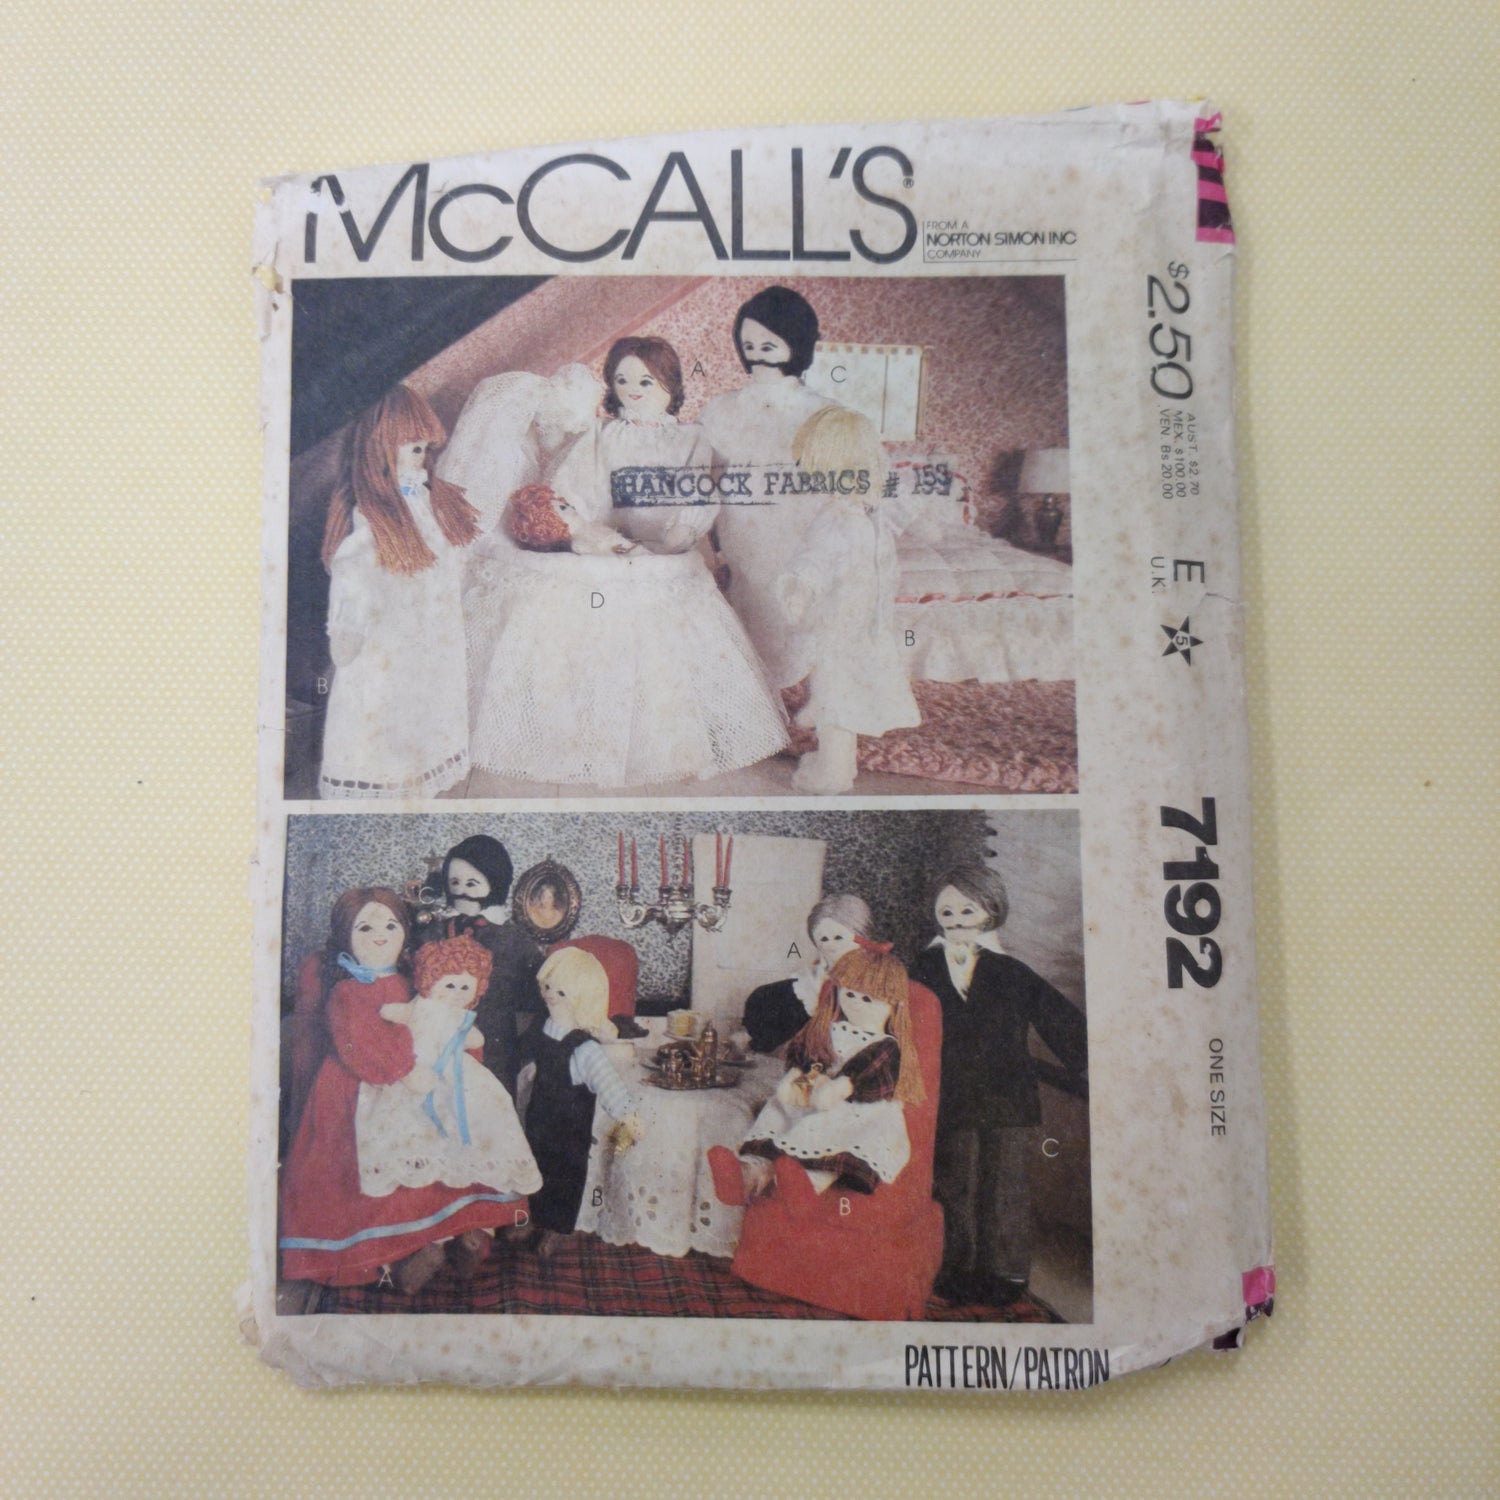 McCALL'S®
FROM A
NORTON SIMON INC
COMPANY
$2.50
AUST. $2.70
MEX. $100.00
VEN. Bs 20.00
E
U.K.
5
7192
ONE SIZE
A
C
HANCOCK FABRICS # 153
D
B
B
C
A
A
B
D
B
C
A
PATTERN/PATRON